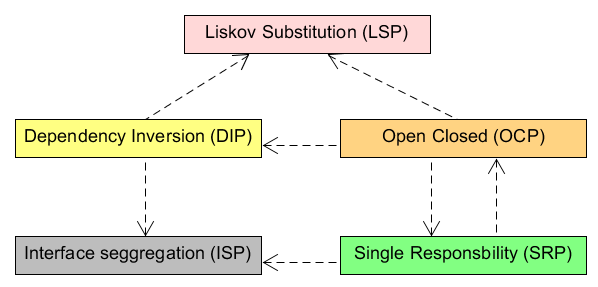 Liskov Substitution (LSP)
Dependency Inversion (DIP)
Open Closed (OCP)
Interface seggregation (ISP)
Single Responsbility (SRP)